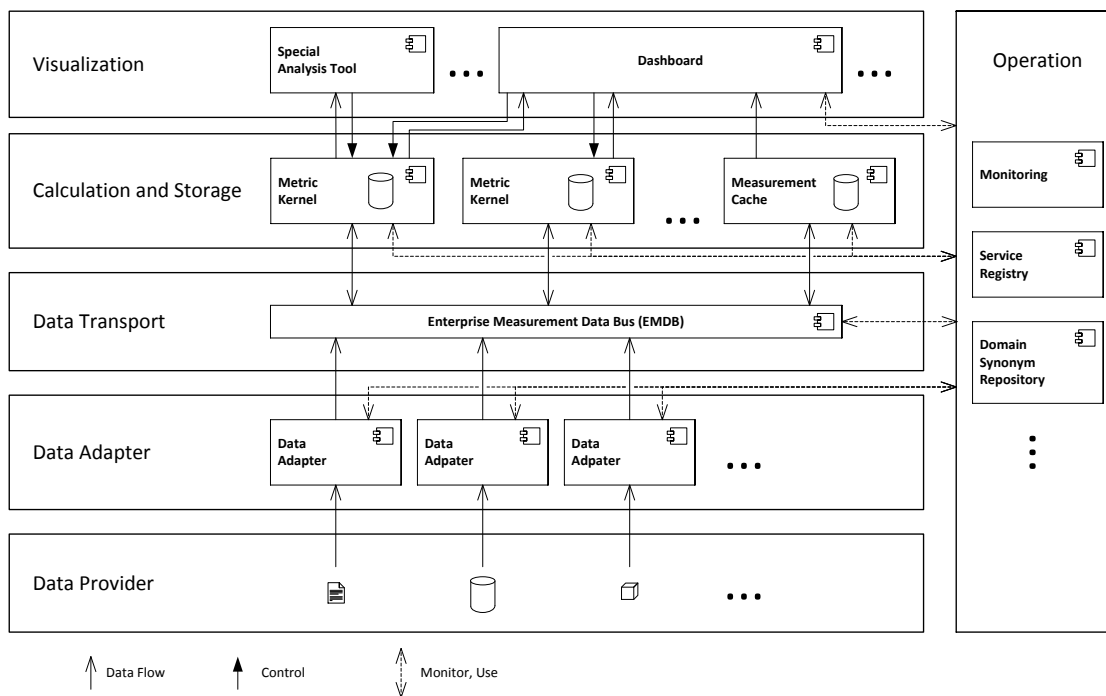 Visualization
Special
Analysis Tool
Dashboard
Operation
Calculation and Storage
Metric
Kernel
Metric
Kernel
Measurement
Cache
Monitoring
Service
Registry
Data Transport
Enterprise Measurement Data Bus (EMDB)
Domain
Synonym
Repository
Data Adapter
Data
Adapter
Data
Adpater
Data
Adpater
Data Provider
Data Flow
Control
Monitor, Use